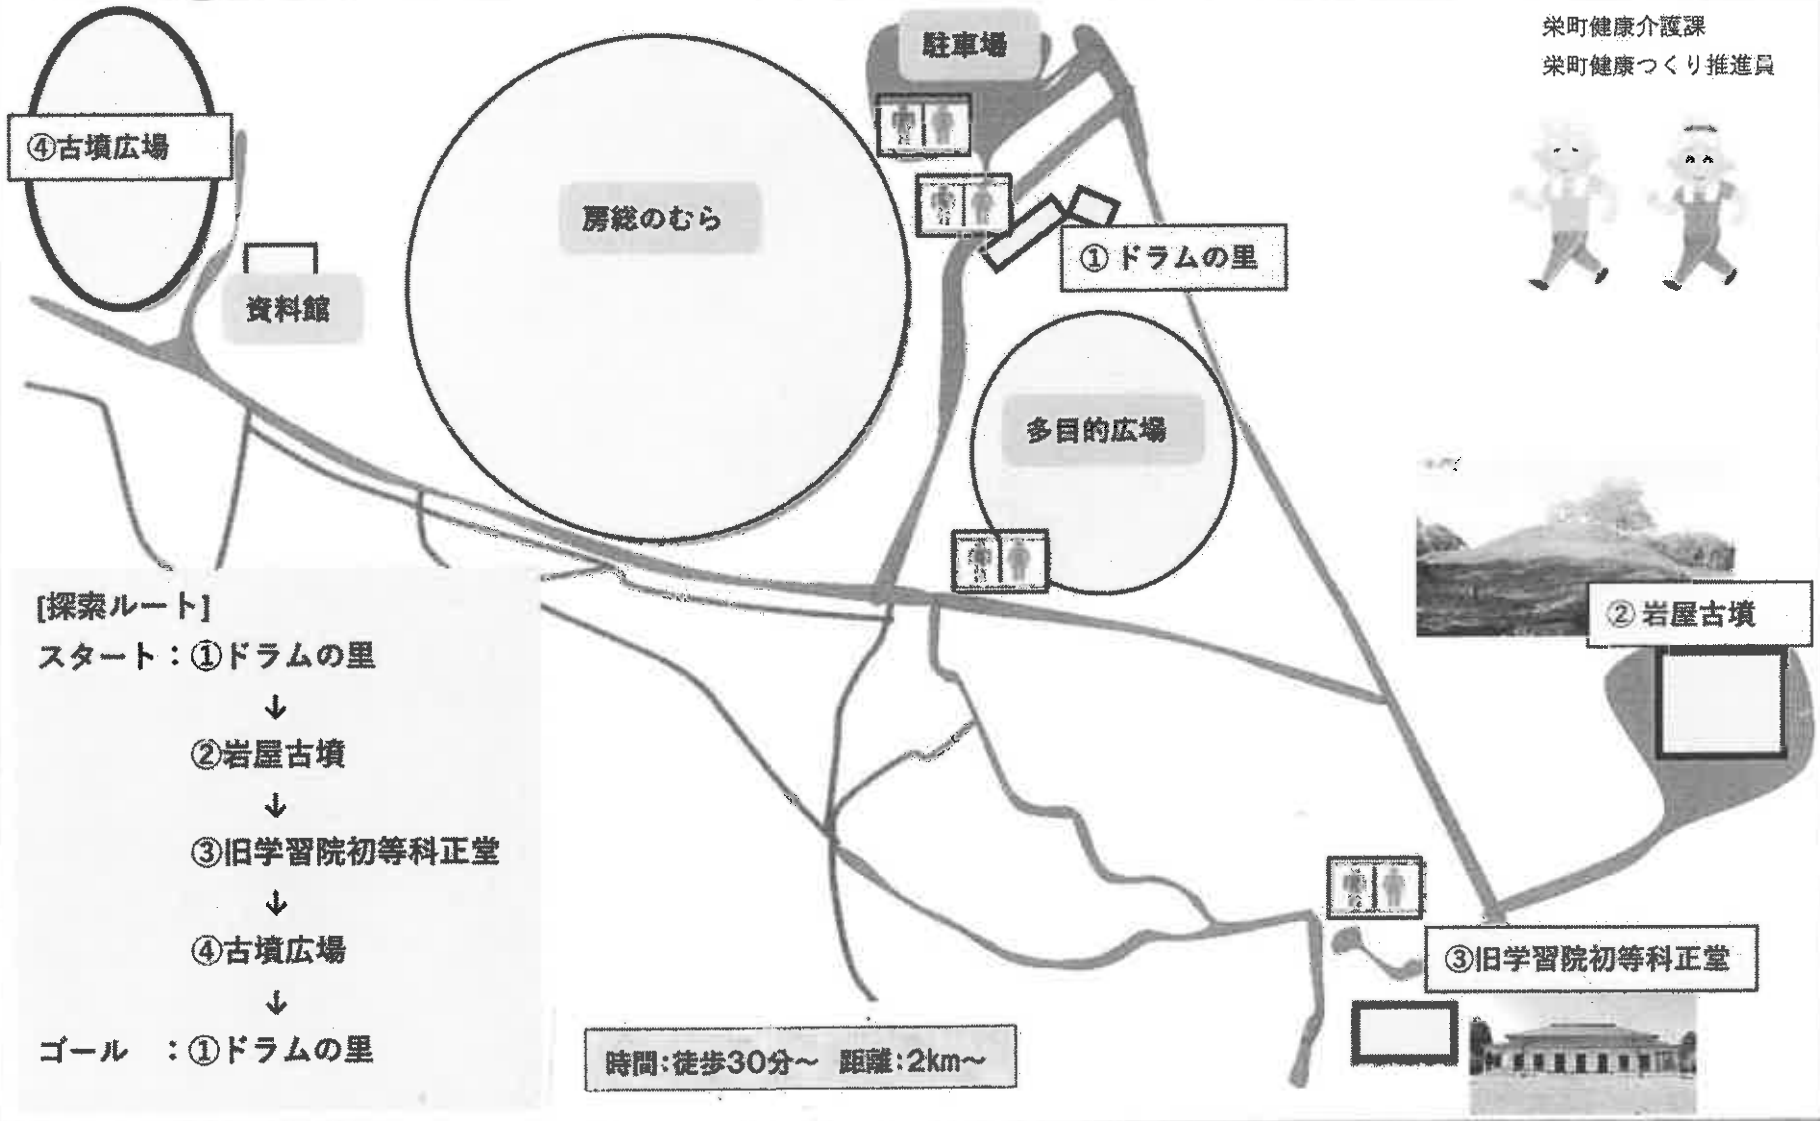 栄町健康介護課
栄町健康つくり推進員
駐車場
④古墳広場
房総のむら
①ドラムの里
資料館
多目的広場
②岩屋古墳
[探索ルート]
スタート：①ドラムの里
↓
②岩屋古墳
↓
③旧学習院初等科正堂
↓
④古墳広場
↓
ゴール　：①ドラムの里
③旧学習院初等科正堂
時間：徒歩30分～　距離：2km～